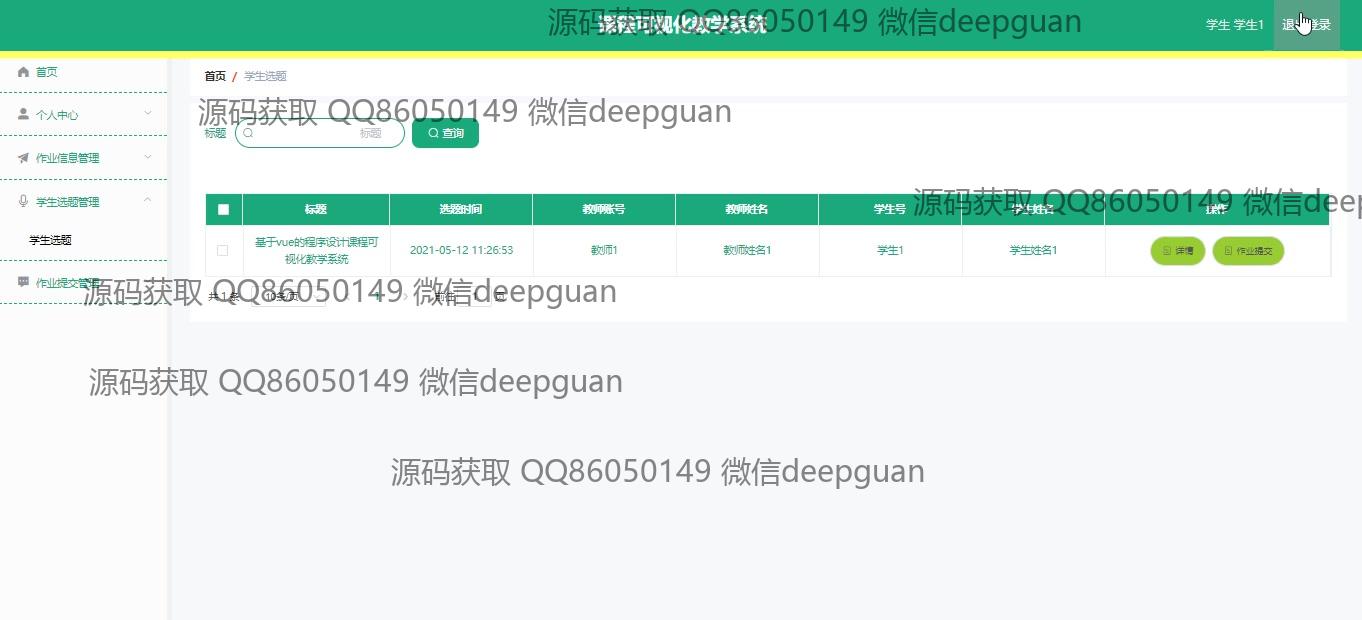 课程可视化教学系统
源码获取 QQ86050149 微信deepguan
学生 学生1
退出登录
首页
个人中心
作业信息管理
学生选题管理
学生选题
作业提交管理
首页 / 学生选题
源码获取 QQ86050149 微信deepguan
标题
标题
查询
源码获取 QQ86050149 微信deep
标题 选题时间 教师账号 教师姓名 学生号 学生姓名 操作
基于vue的程序设计课程可
视化教学系统
2021-05-12 11:26:53
教师1
教师姓名1
学生1
学生姓名1
详情
作业提交
源码获取 QQ86050149 微信deepguan
共 1 条
10条/页
1
前往
1
页
源码获取 QQ86050149 微信deepguan
源码获取 QQ86050149 微信deepguan